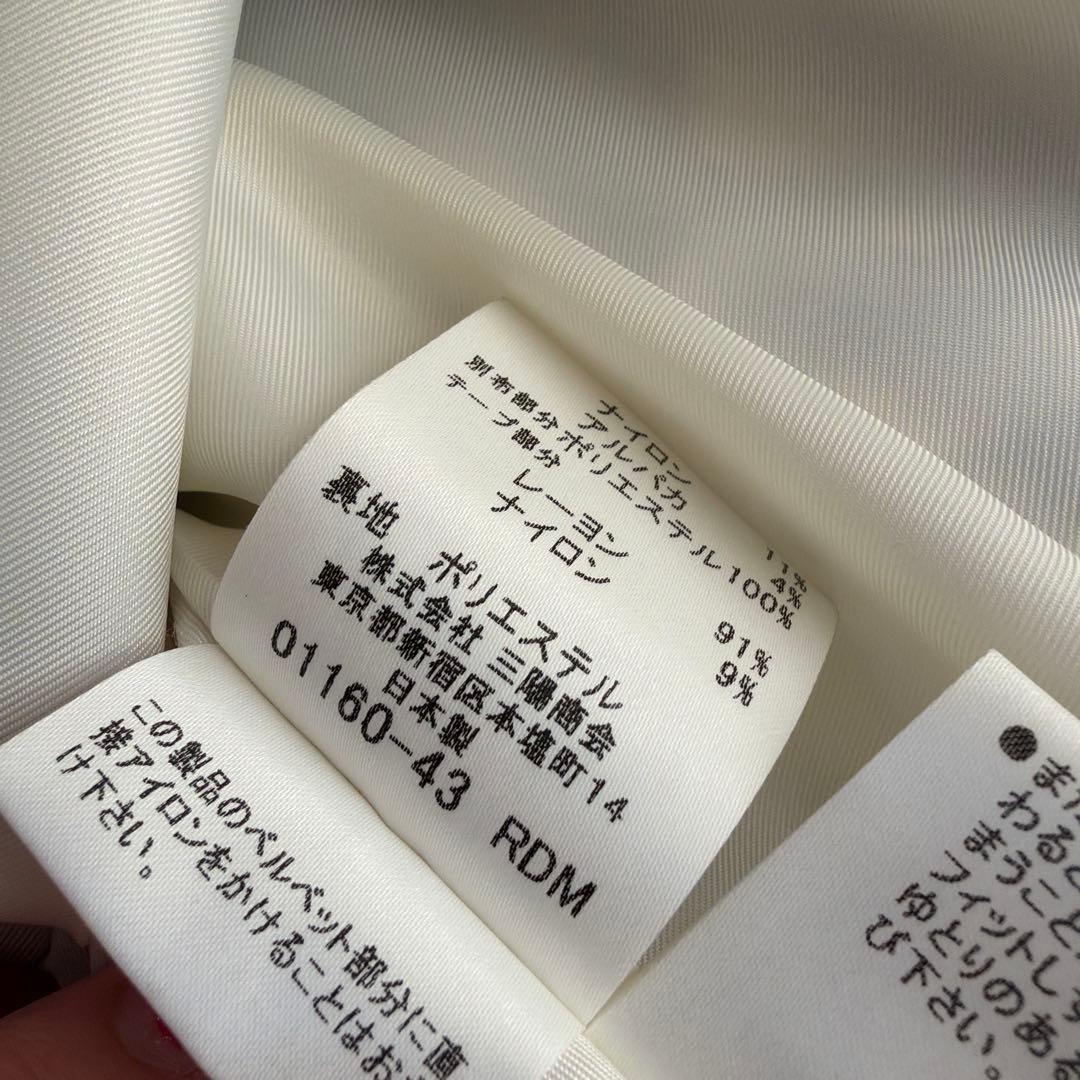 ナイロン 11%
アルパカ 4%
別布部分 ポリエステル100%
テープ部分
レーヨン 91%
ナイロン 9%
裏地 ポリエステル
株式会社 三陽商会
東京都新宿区本塩町14
日本製
01160-43 RDM
この製品のベルベット部分に直
接アイロンをかけることはお
け下さい。
●また
わると
まうこと
フィットし
ゆとりのある
び下さい。